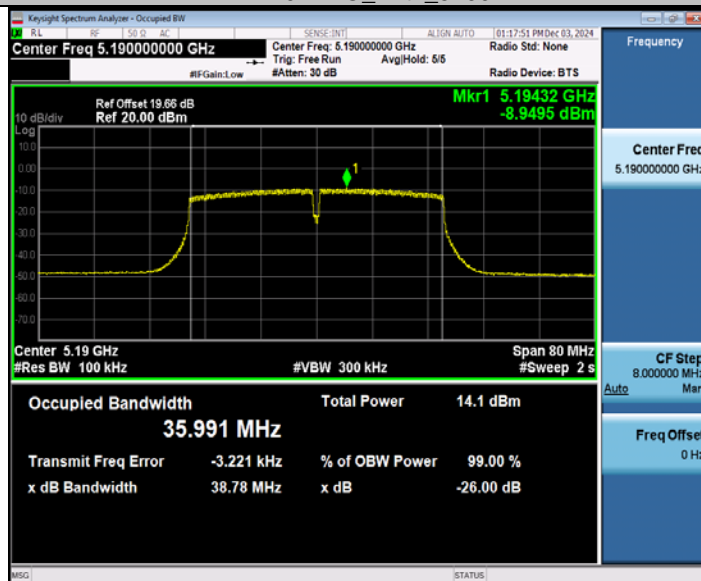 Keysight Spectrum Analyzer - Occupied BW
RL RF 50 Ω AC SENSE:INT ALIGN AUTO 01:17:51 PM Dec 03, 2024
Center Freq 5.190000000 GHz
Center Freq: 5.190000000 GHz
Radio Std: None
Trig: Free Run Avg|Hold: 5/5
#IFGain:Low
#Atten: 30 dB
Radio Device: BTS
Ref Offset 19.66 dB
10 dB/div Ref 20.00 dBm
Mkr1 5.19432 GHz
-8.9495 dBm
Log
10.0
0.00
-10.0
-20.0
-30.0
-40.0
-50.0
-60.0
-70.0
1
Center 5.19 GHz
Span 80 MHz
#Res BW 100 kHz
#VBW 300 kHz
#Sweep 2 s
Occupied Bandwidth
Total Power 14.1 dBm
35.991 MHz
Transmit Freq Error -3.221 kHz
% of OBW Power 99.00 %
x dB Bandwidth 38.78 MHz
x dB -26.00 dB
Frequency
Center Freq
5.190000000 GHz
CF Step
8.000000 MHz
Auto Man
Freq Offset
0 Hz
MSG
STATUS